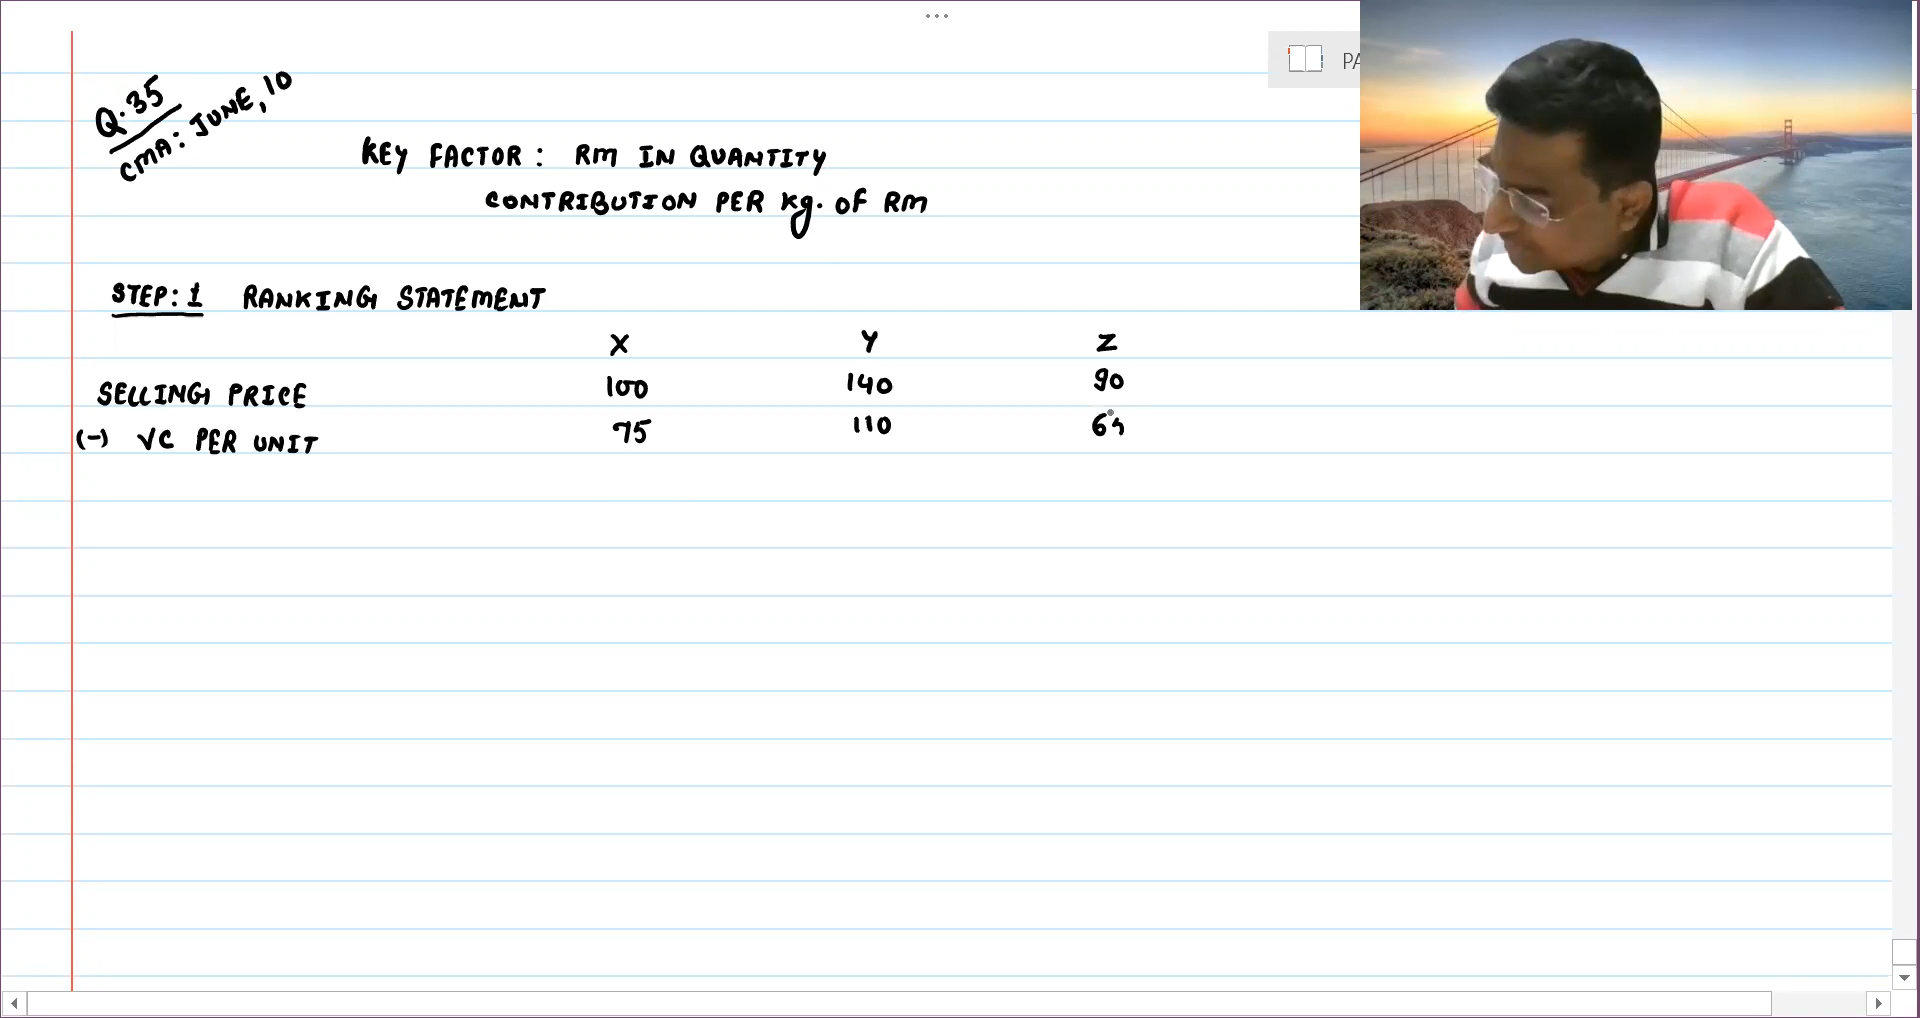 Q.35
CMA: JUNE, 10
KEY FACTOR: RM IN QUANTITY
CONTRIBUTION PER Kg. OF RM
STEP:1 RANKING STATEMENT
X Y Z
SELLING PRICE 100 140 90
(-) VC PER UNIT 75 110